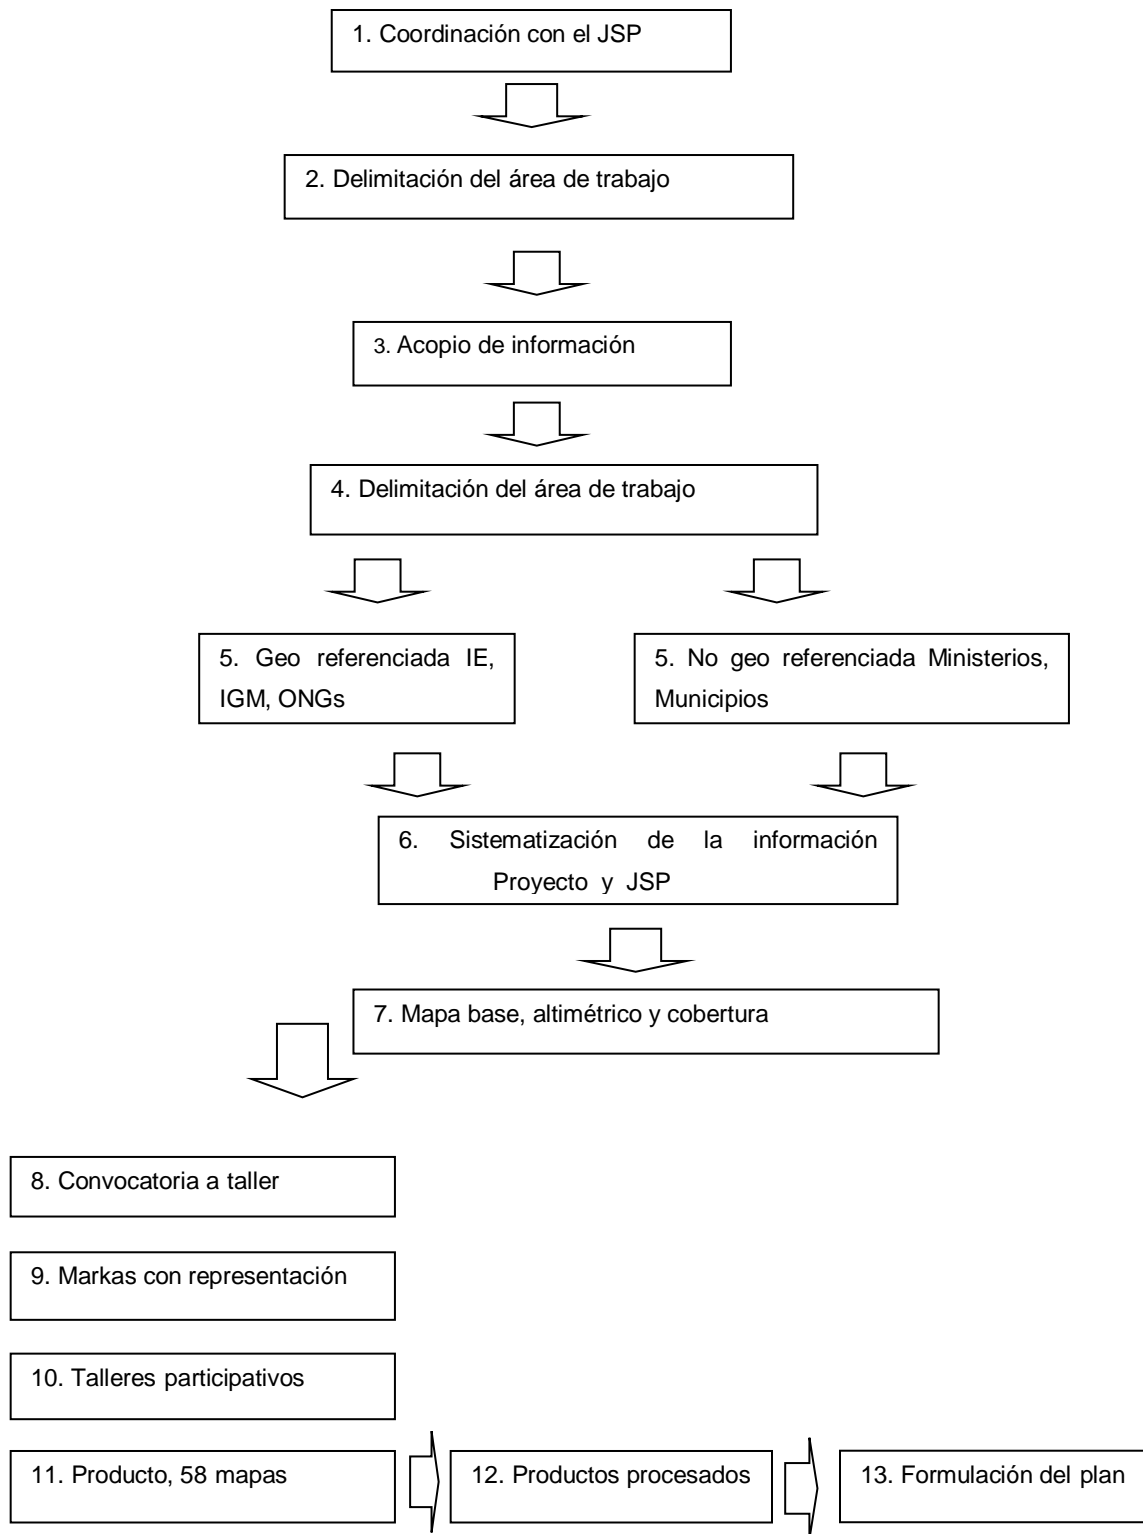 1. Coordinación con el JSP
2. Delimitación del área de trabajo
3. Acopio de información
4. Delimitación del área de trabajo
5. Geo referenciada IE,
IGM, ONGs
5. No geo referenciada Ministerios,
Municipios
6. Sistematización de la información
Proyecto y JSP
7. Mapa base, altimétrico y cobertura
8. Convocatoria a taller
9. Markas con representación
10. Talleres participativos
11. Producto, 58 mapas
12. Productos procesados
13. Formulación del plan